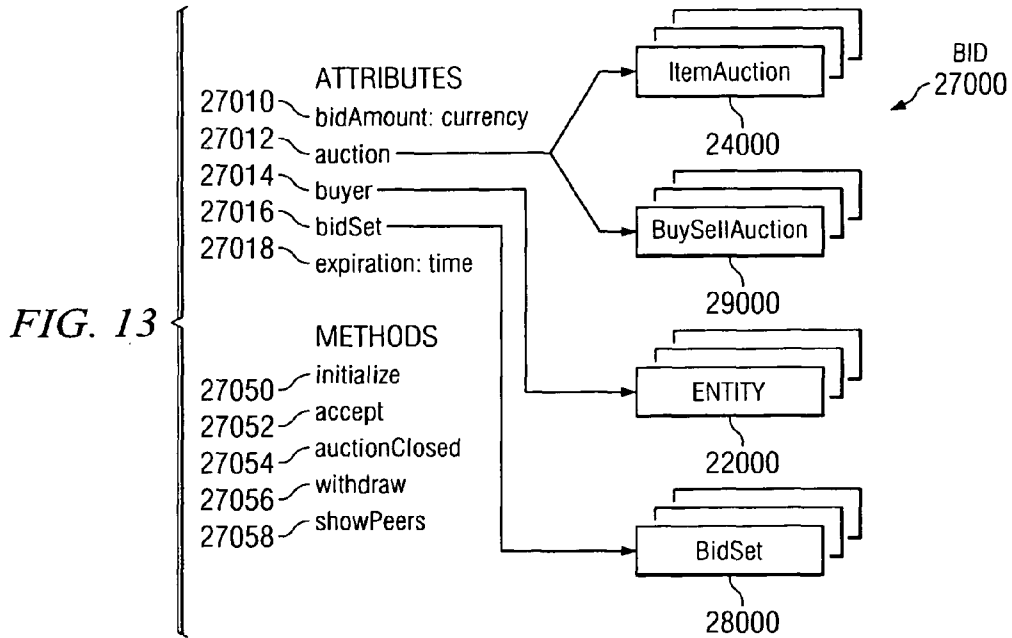 FIG. 13
ATTRIBUTES
27010 bidAmount: currency
27012 auction
27014 buyer
27016 bidSet
27018 expiration: time
METHODS
27050 initialize
27052 accept
27054 auctionClosed
27056 withdraw
27058 showPeers
ItemAuction
24000
BuySellAuction
29000
ENTITY
22000
BidSet
28000
BID
27000